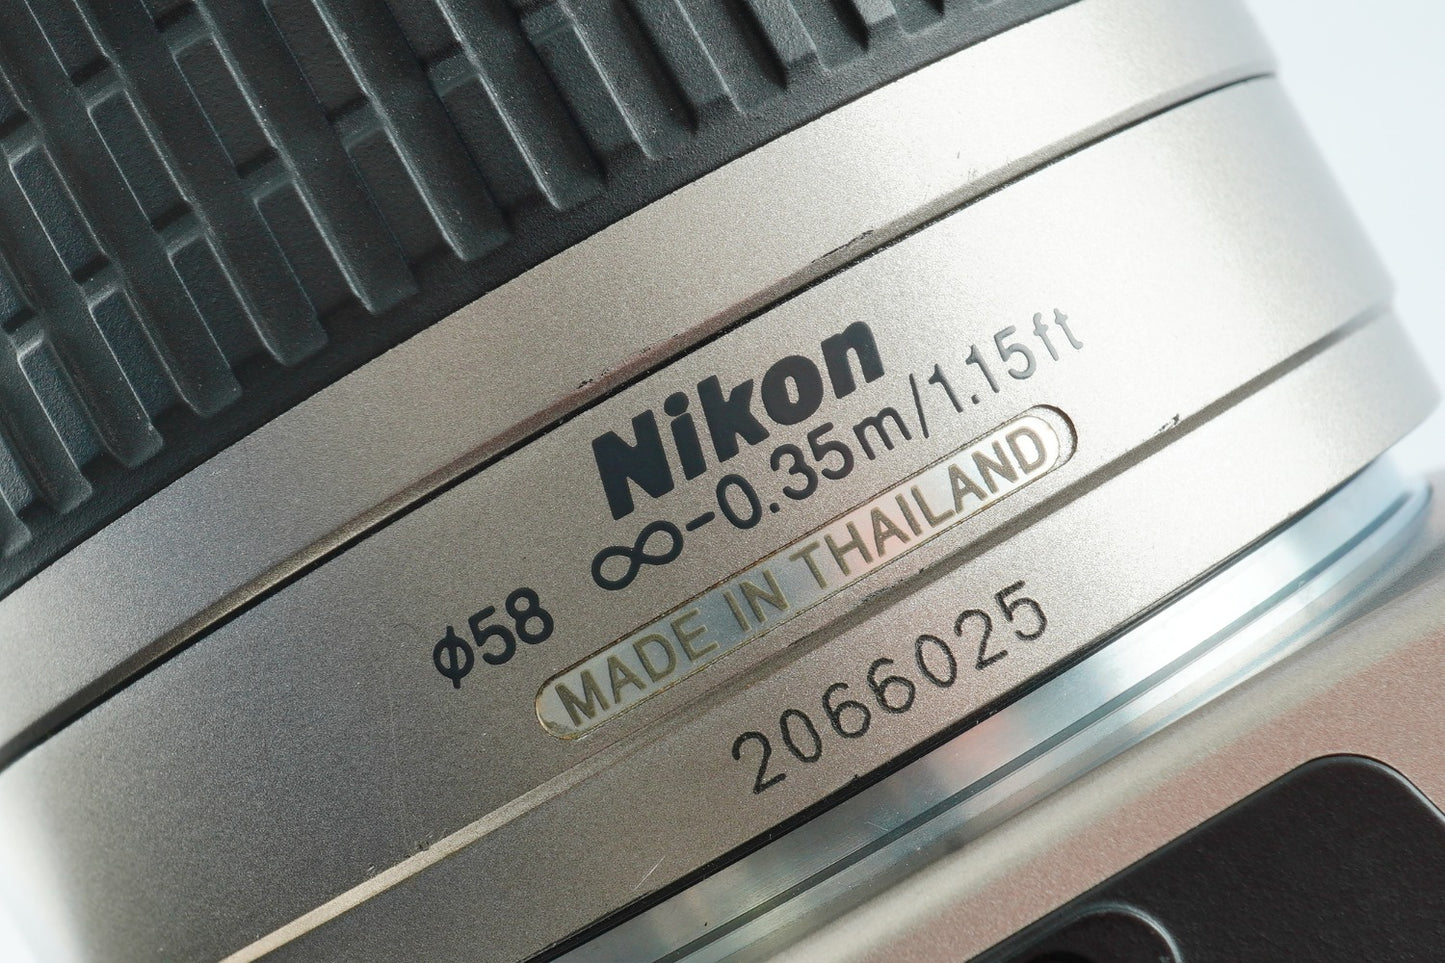 Nikon
∞-0.35m/1.15ft
φ58
MADE IN THAILAND
2066025